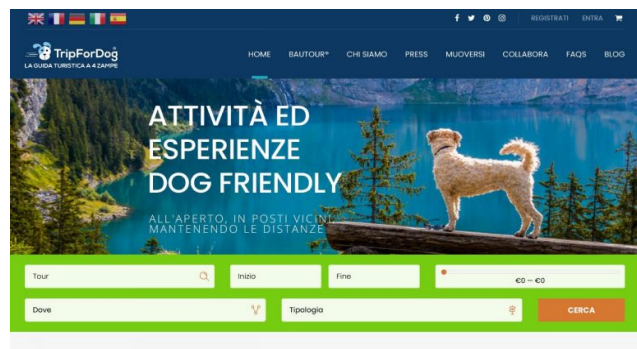 REGISTRATI ENTRA
TripForDog
LA GUIDA TURISTICA A 4 ZAMPE
HOME BAUTOUR® CHI SIAMO PRESS MUOVERSI COLLABORA FAQS BLOG
ATTIVITÀ ED
ESPERIENZE
DOG FRIENDLY
ALL'APERTO, IN POSTI VICINI,
MANTENENDO LE DISTANZE
Tour Inizio Fine €0 — €0
Dove Tipologia CERCA